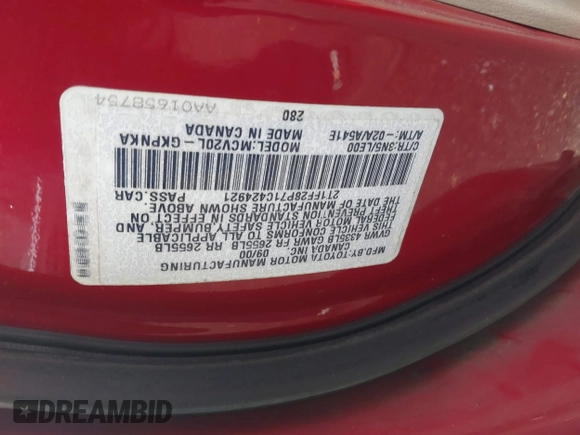 MFD.BY:TOYOTA MOTOR MANUFACTURING
CANADA INC. 09/00
GVWR 4335LB GAWR FR 2655LB RR 2655LB
THIS VEHICLE CONFORMS TO ALL APPLICABLE
FEDERAL MOTOR VEHICLE SAFETY, BUMPER, AND
THEFT PREVENTION STANDARDS IN EFFECT ON
THE DATE OF MANUFACTURE SHOWN ABOVE.
2T1FF28P71C424921 PASS.CAR
C/TR:3N5/LE00 MODEL:MCV20L-GKPNKA
A/TM:-02A/A541E MADE IN CANADA
280
AA01658754
DREAMBID